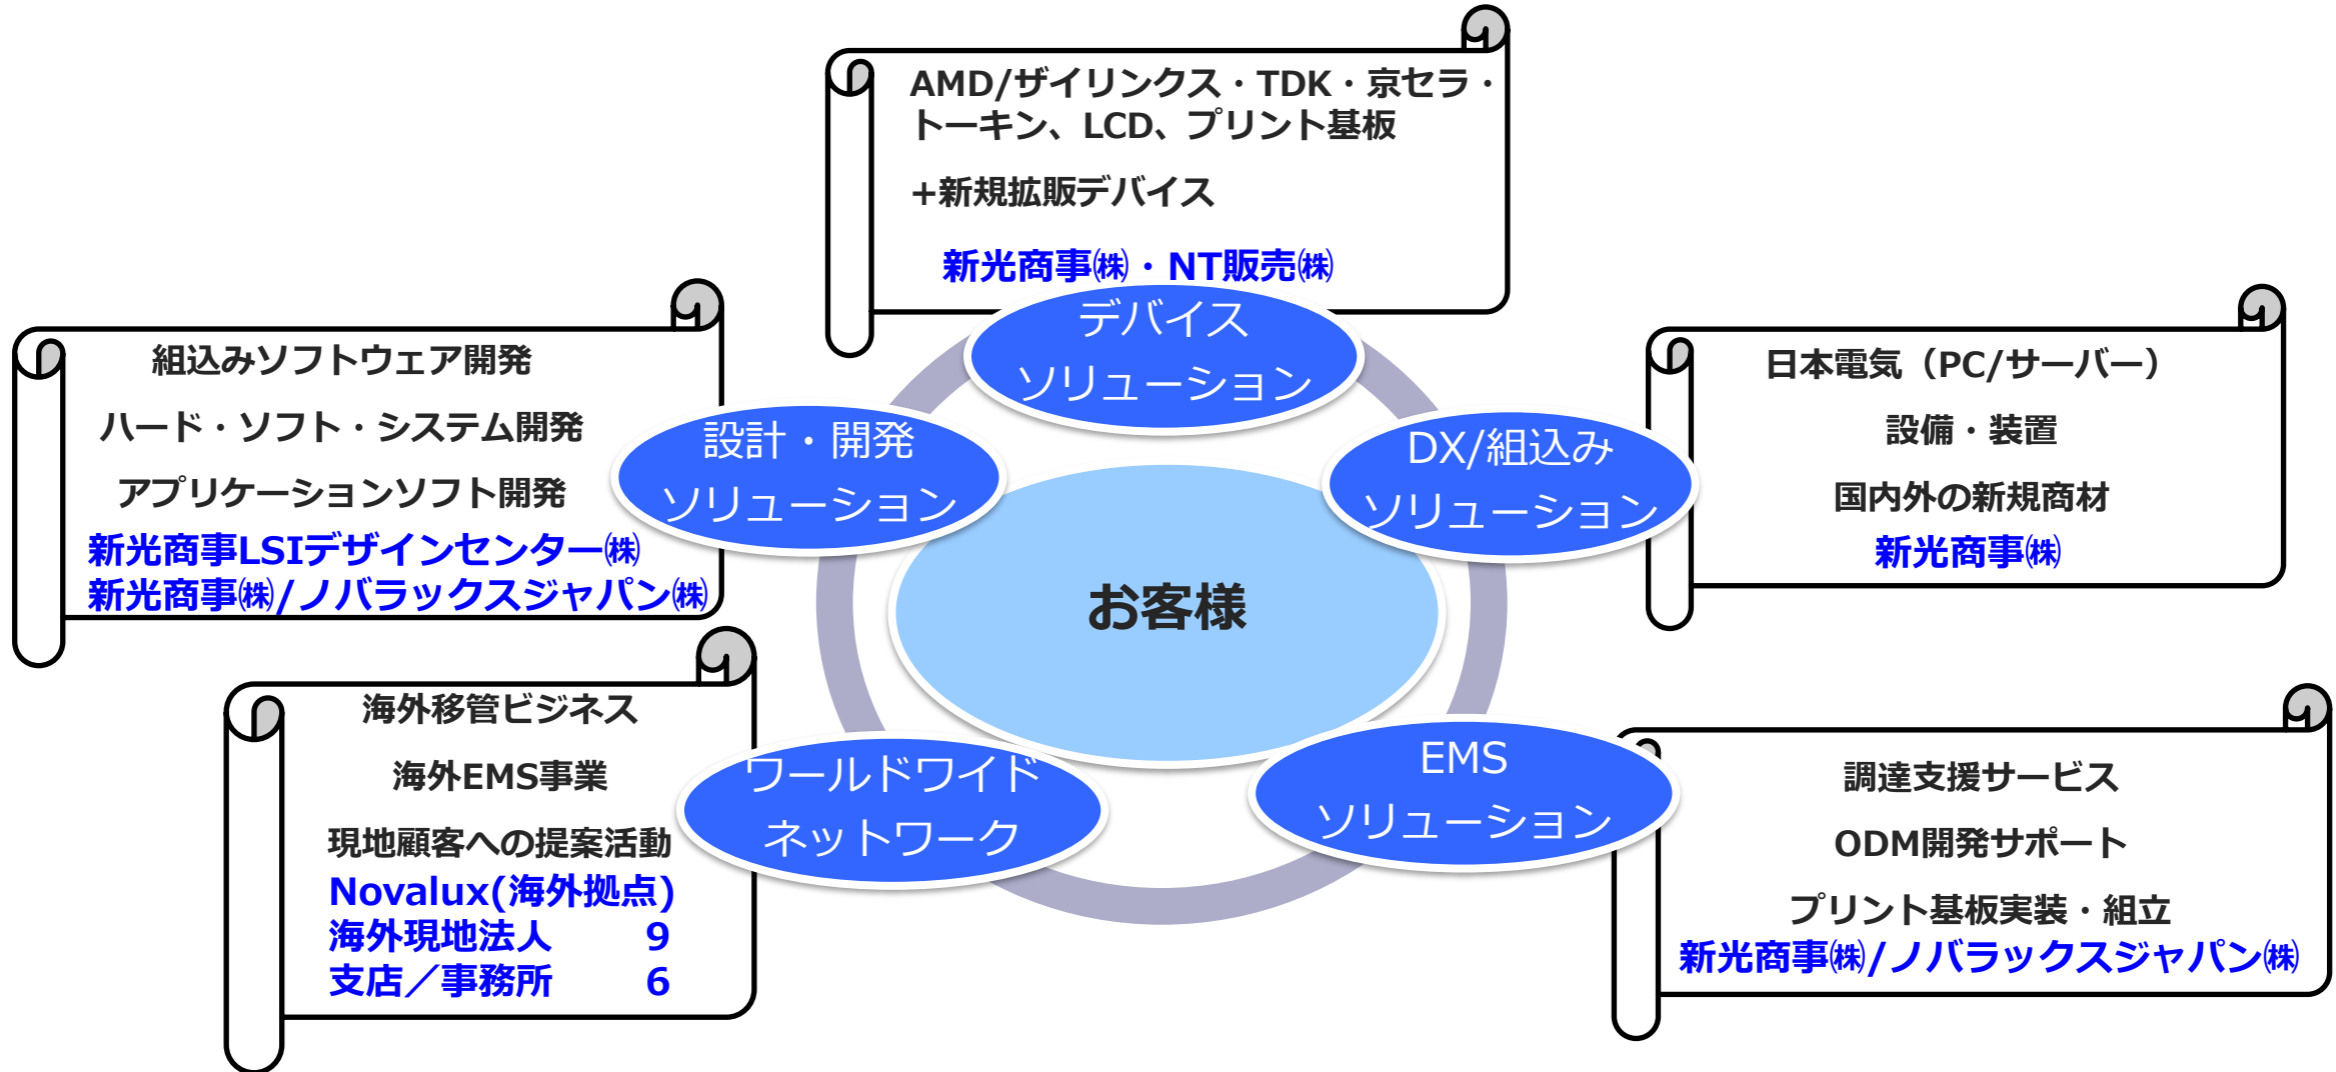 AMD/ザイリンクス・TDK・京セラ・
トーキン、LCD、プリント基板
+新規拡販デバイス
新光商事㈱・NT販売㈱
デバイス
ソリューション
組込みソフトウェア開発
ハード・ソフト・システム開発
アプリケーションソフト開発
新光商事LSIデザインセンター㈱
新光商事㈱/ノバラックスジャパン㈱
設計・開発
ソリューション
DX/組込み
ソリューション
日本電気（PC/サーバー）
設備・装置
国内外の新規商材
新光商事㈱
お客様
海外移管ビジネス
海外EMS事業
現地顧客への提案活動
Novalux(海外拠点)
海外現地法人 9
支店／事務所 6
ワールドワイド
ネットワーク
EMS
ソリューション
調達支援サービス
ODM開発サポート
プリント基板実装・組立
新光商事㈱/ノバラックスジャパン㈱